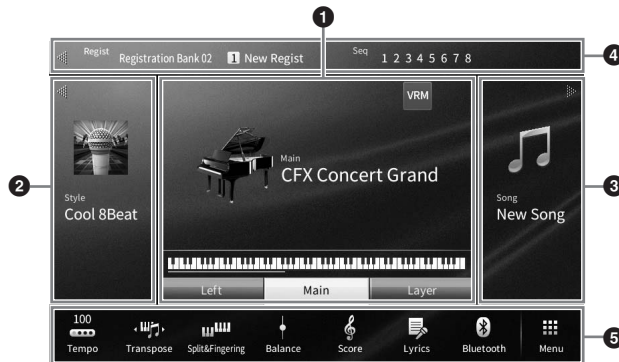 1
Regist Registration Bank 02 1 New Regist Seq 1 2 3 4 5 6 7 8
4
VRM
2
Style
Cool 8Beat
Main
CFX Concert Grand
Song
New Song
3
Left Main Layer
100
Tempo Transpose Split&Fingering Balance Score Lyrics Bluetooth Menu
5